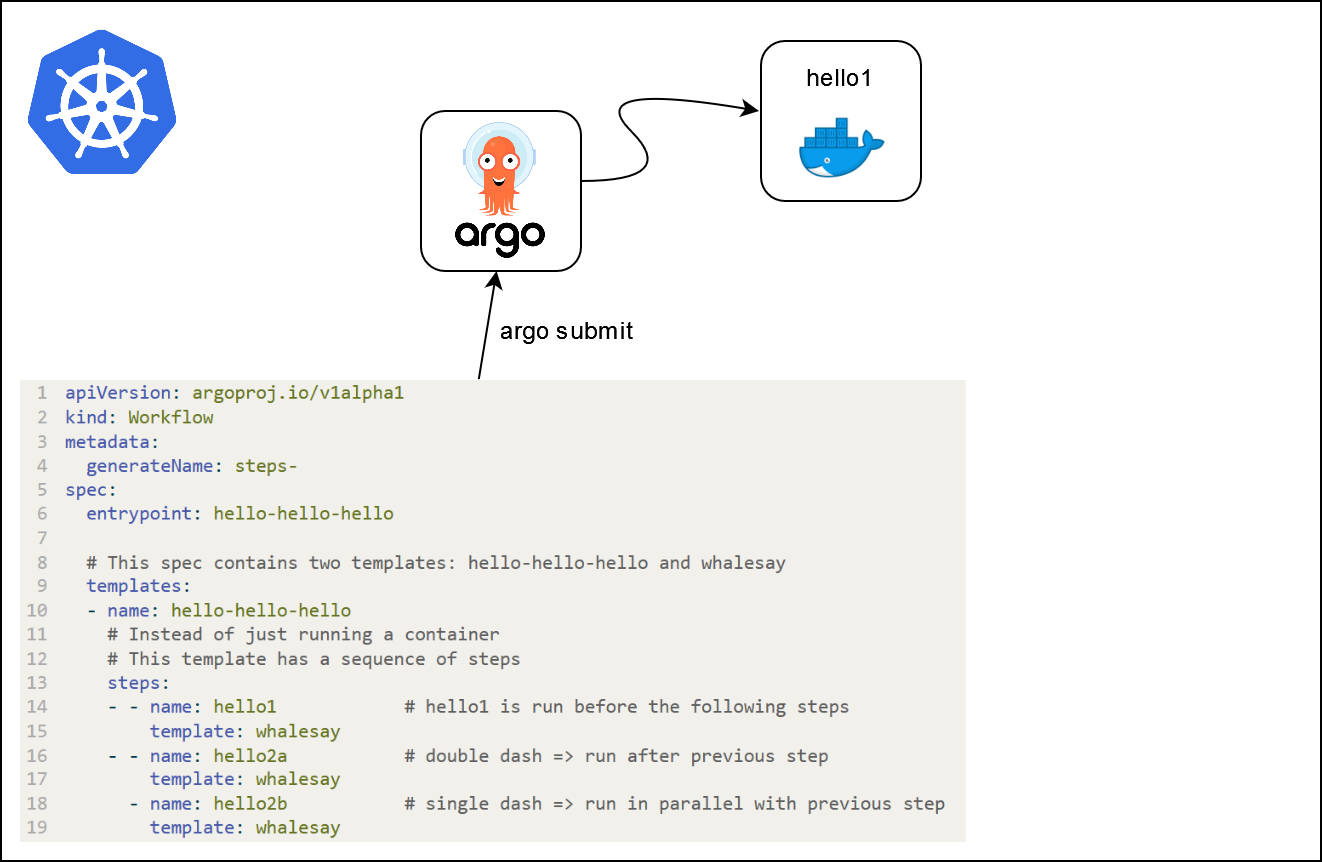 hello1
argo
argo submit
1 apiVersion: argoproj.io/v1alpha1
2 kind: Workflow
3 metadata:
4   generateName: steps-
5 spec:
6   entrypoint: hello-hello-hello
7
8   # This spec contains two templates: hello-hello-hello and whalesay
9   templates:
10   - name: hello-hello-hello
11     # Instead of just running a container
12     # This template has a sequence of steps
13     steps:
14     - - name: hello1            # hello1 is run before the following steps
15         template: whalesay
16     - - name: hello2a           # double dash => run after previous step
17         template: whalesay
18       - name: hello2b           # single dash => run in parallel with previous step
19         template: whalesay